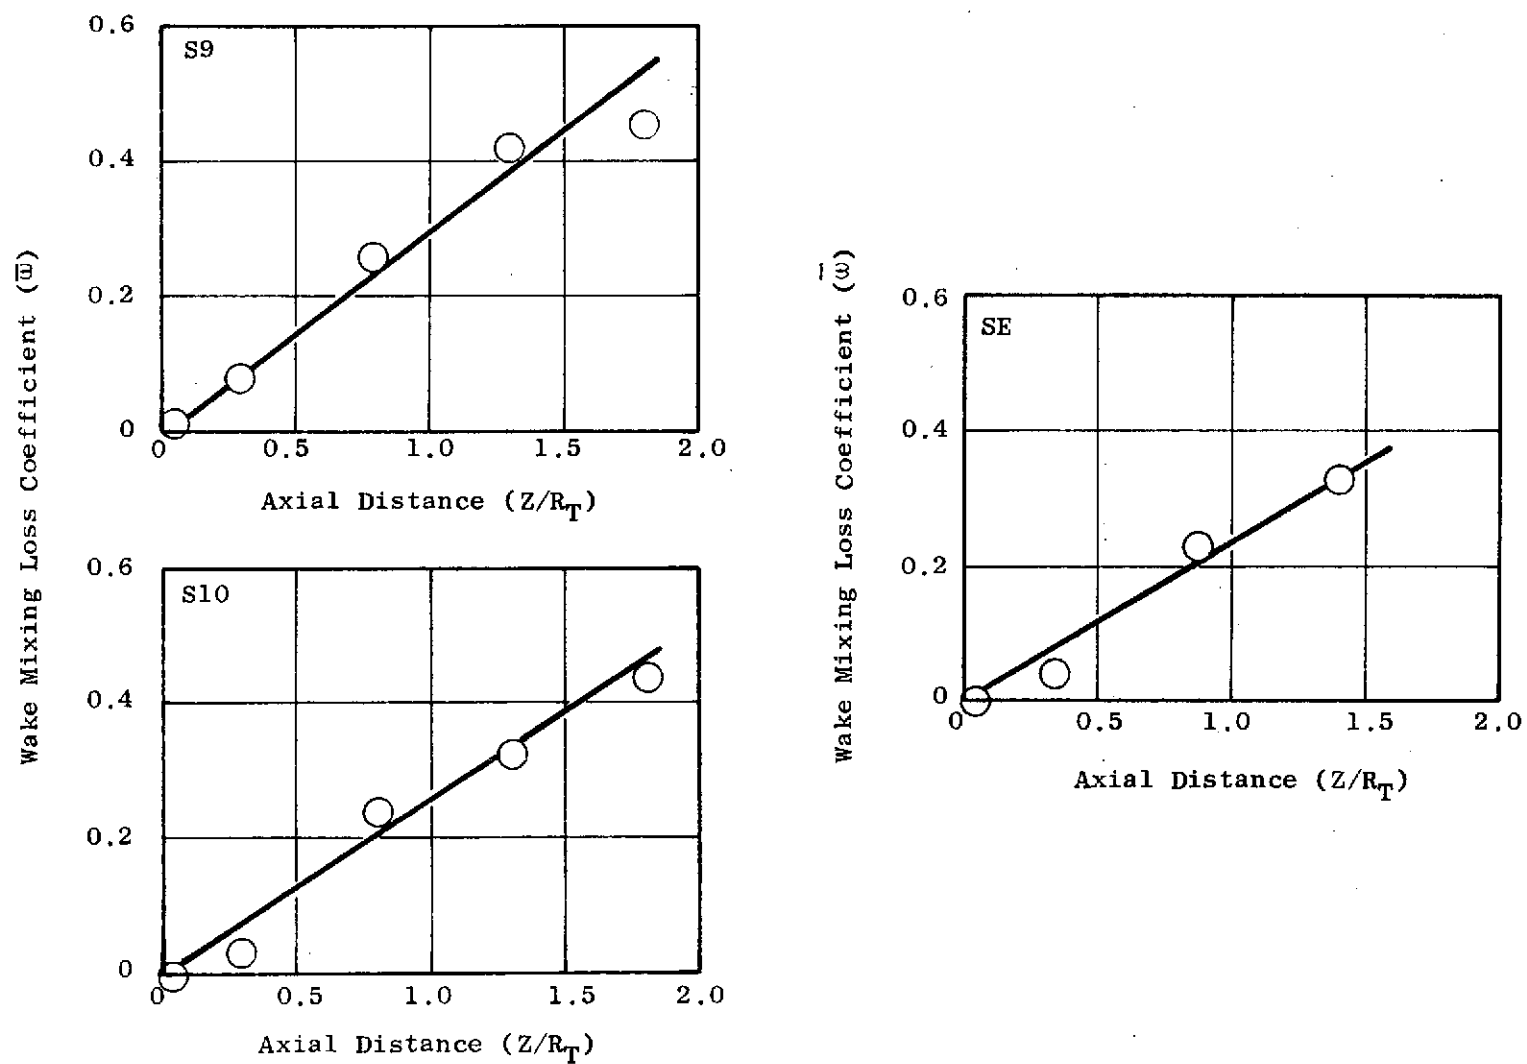 Wake Mixing Loss Coefficient (ω̄)
0.6
S9
0.4
0.2
0
0 0.5 1.0 1.5 2.0
Axial Distance (Z/R_T)
0.6
S10
0.4
0.2
0
0 0.5 1.0 1.5 2.0
Axial Distance (Z/R_T)
Wake Mixing Loss Coefficient (ω̄)
0.6
SE
0.4
0.2
0
0 0.5 1.0 1.5 2.0
Axial Distance (Z/R_T)